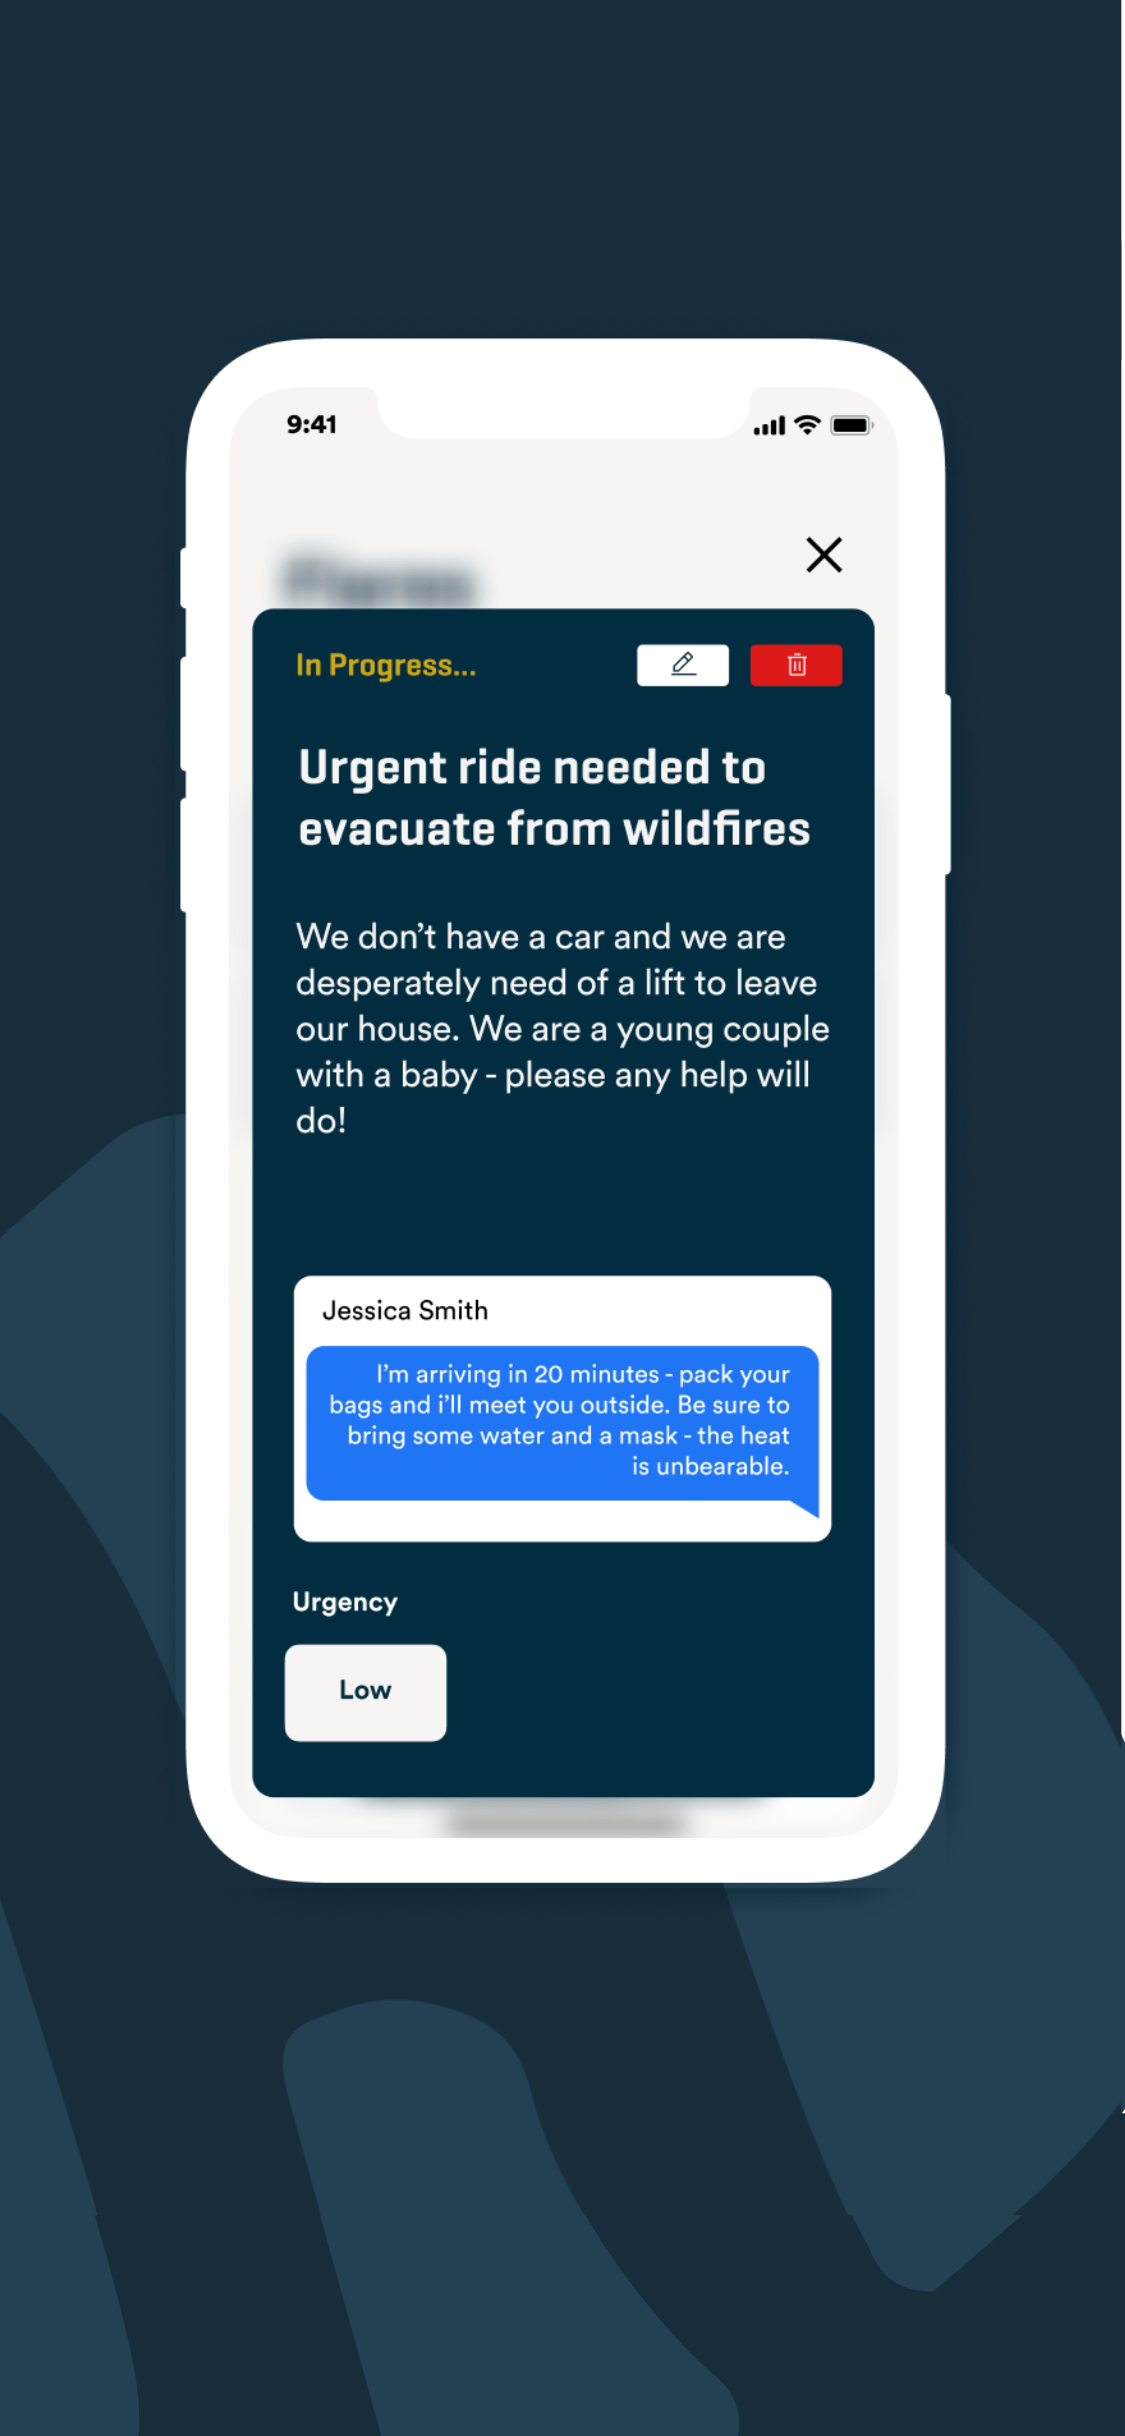 9:41
In Progress...
Urgent ride needed to
evacuate from wildfires
We don't have a car and we are
desperately need of a lift to leave
our house. We are a young couple
with a baby - please any help will
do!
Jessica Smith
I'm arriving in 20 minutes - pack your
bags and i'll meet you outside. Be sure to
bring some water and a mask - the heat
is unbearable.
Urgency
Low